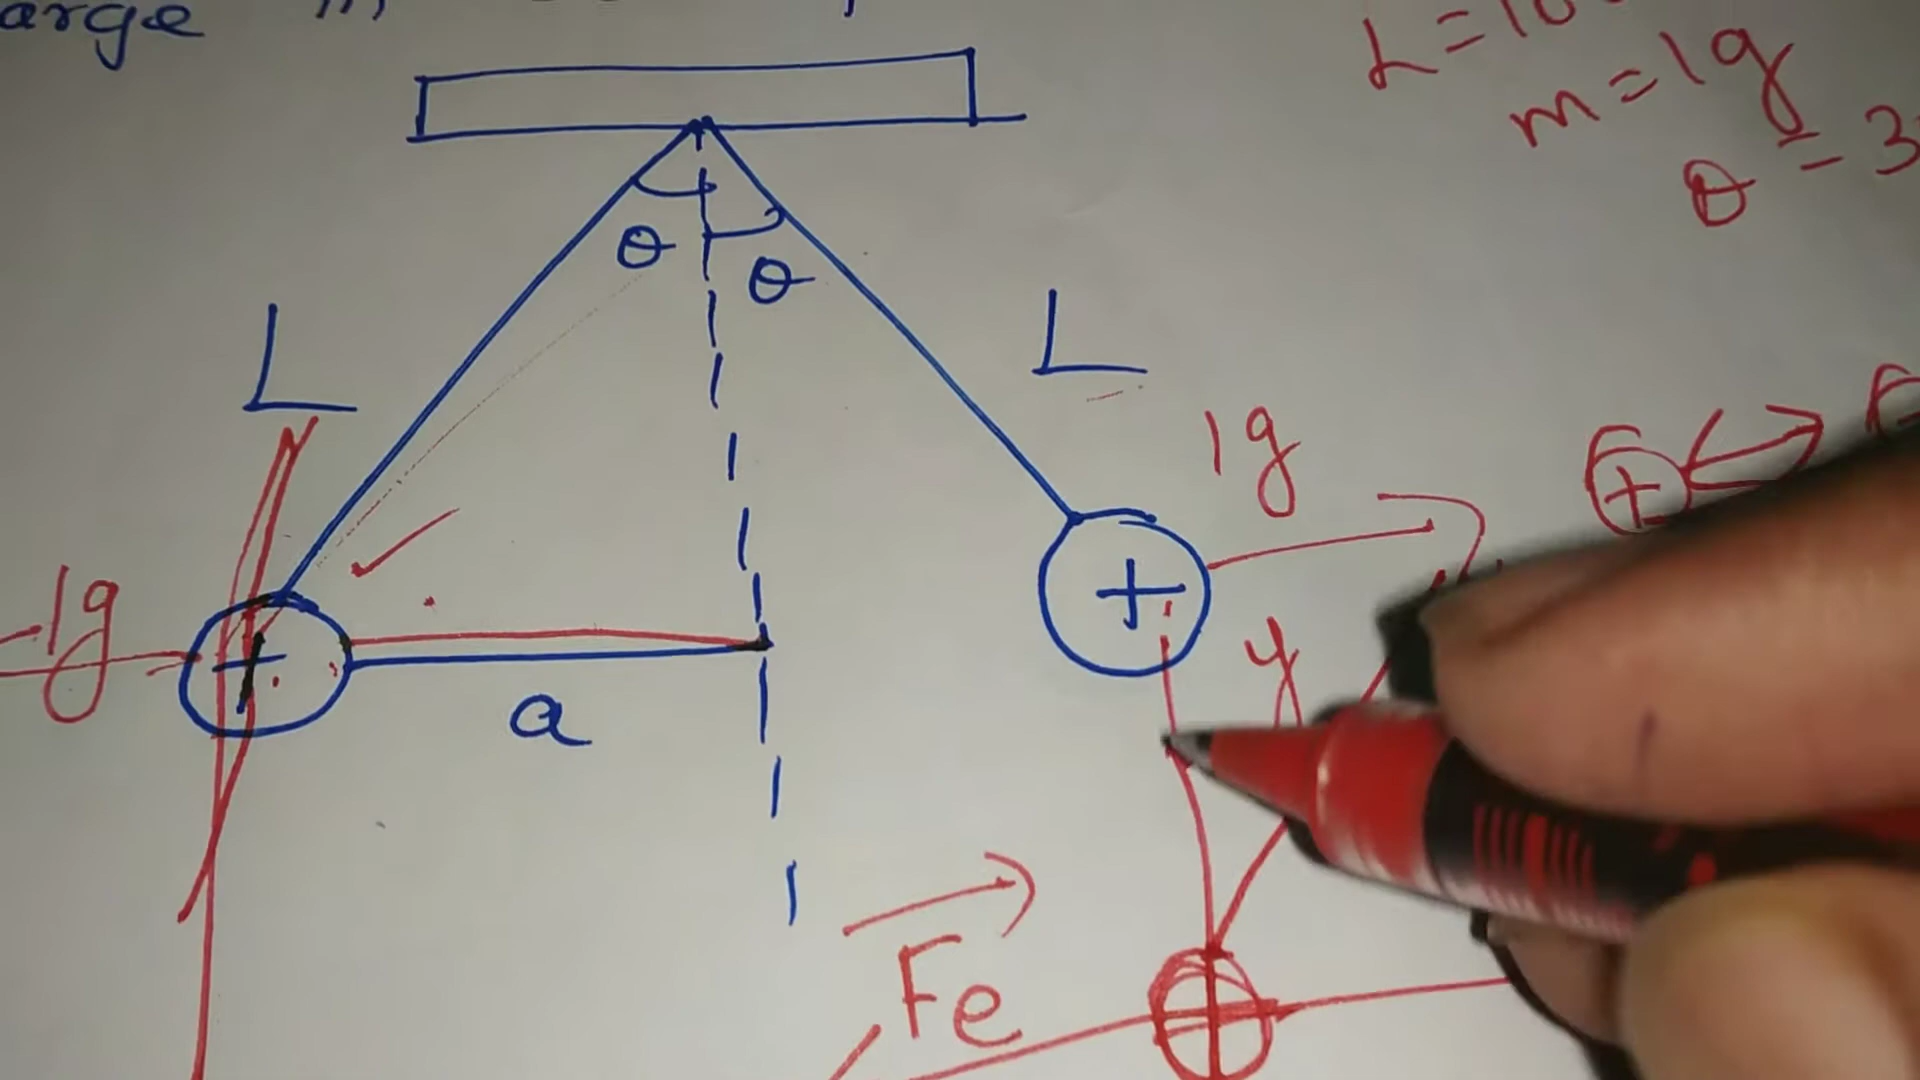 arge
L = 10
m = 1g
θ = 3
θ
θ
L
L
1g
+
+
1g
+
a
y
Fe